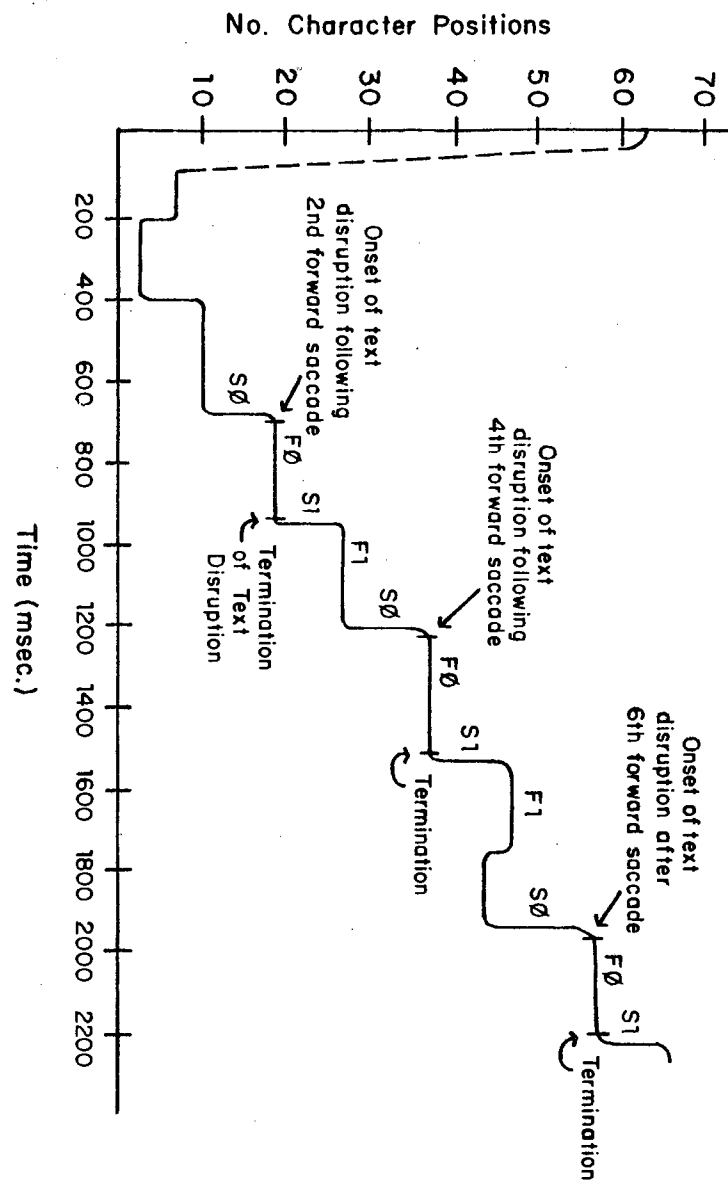 No. Character Positions
10
20
30
40
50
60
70
200
400
600
800
1000
1200
1400
1600
1800
2000
2200
Time (msec.)
Onset of text
disruption following
2nd forward saccade
SØ
FØ
S1
Termination
of Text
Disruption
F1
SØ
Onset of text
disruption following
4th forward saccade
FØ
S1
Termination
F1
SØ
Onset of text
disruption after
6th forward saccade
FØ
S1
Termination